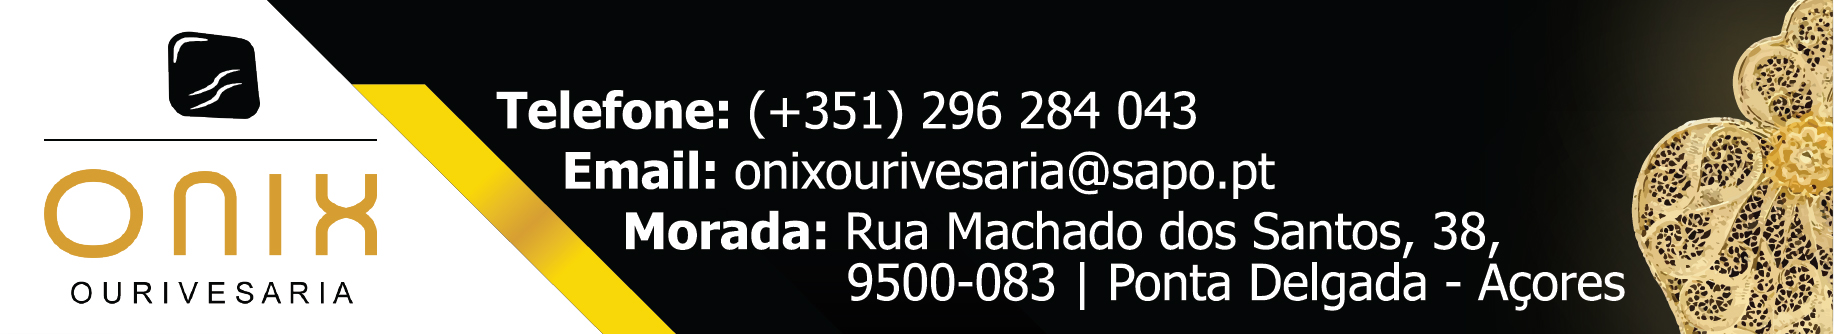 ONIX
OURIVESARIA
Telefone: (+351) 296 284 043
Email: onixourivesaria@sapo.pt
Morada: Rua Machado dos Santos, 38,
9500-083 | Ponta Delgada - Açores